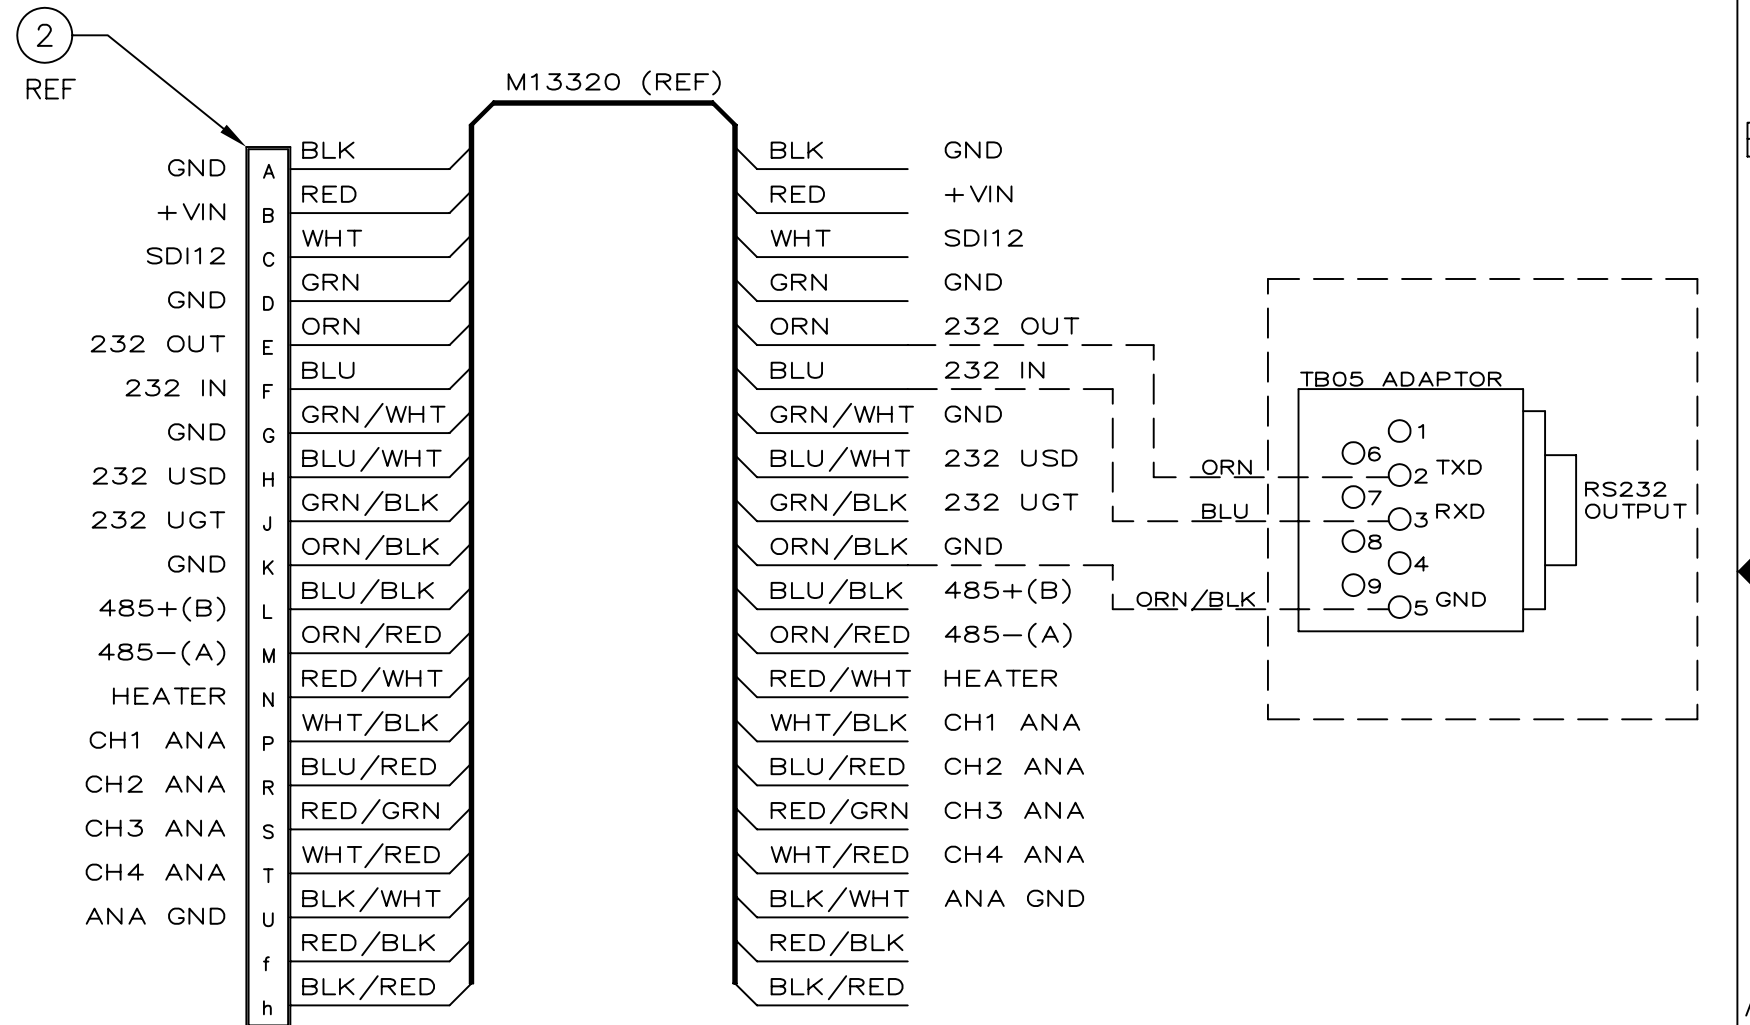 2
REF
M13320 (REF)
GND A BLK BLK GND
+VIN B RED RED +VIN
SDI12 C WHT WHT SDI12
GND D GRN GRN GND
232 OUT E ORN ORN 232 OUT
232 IN F BLU BLU 232 IN
GND G GRN/WHT GRN/WHT GND
232 USD H BLU/WHT BLU/WHT 232 USD
232 UGT J GRN/BLK GRN/BLK 232 UGT
GND K ORN/BLK ORN/BLK GND
485+(B) L BLU/BLK BLU/BLK 485+(B)
485-(A) M ORN/RED ORN/RED 485-(A)
HEATER N RED/WHT RED/WHT HEATER
CH1 ANA P WHT/BLK WHT/BLK CH1 ANA
CH2 ANA R BLU/RED BLU/RED CH2 ANA
CH3 ANA S RED/GRN RED/GRN CH3 ANA
CH4 ANA T WHT/RED WHT/RED CH4 ANA
ANA GND U BLK/WHT BLK/WHT ANA GND
f RED/BLK RED/BLK
h BLK/RED BLK/RED
TB05 ADAPTOR
1
6
ORN 2 TXD
7
BLU 3 RXD
8
4
9
ORN/BLK 5 GND
RS232
OUTPUT